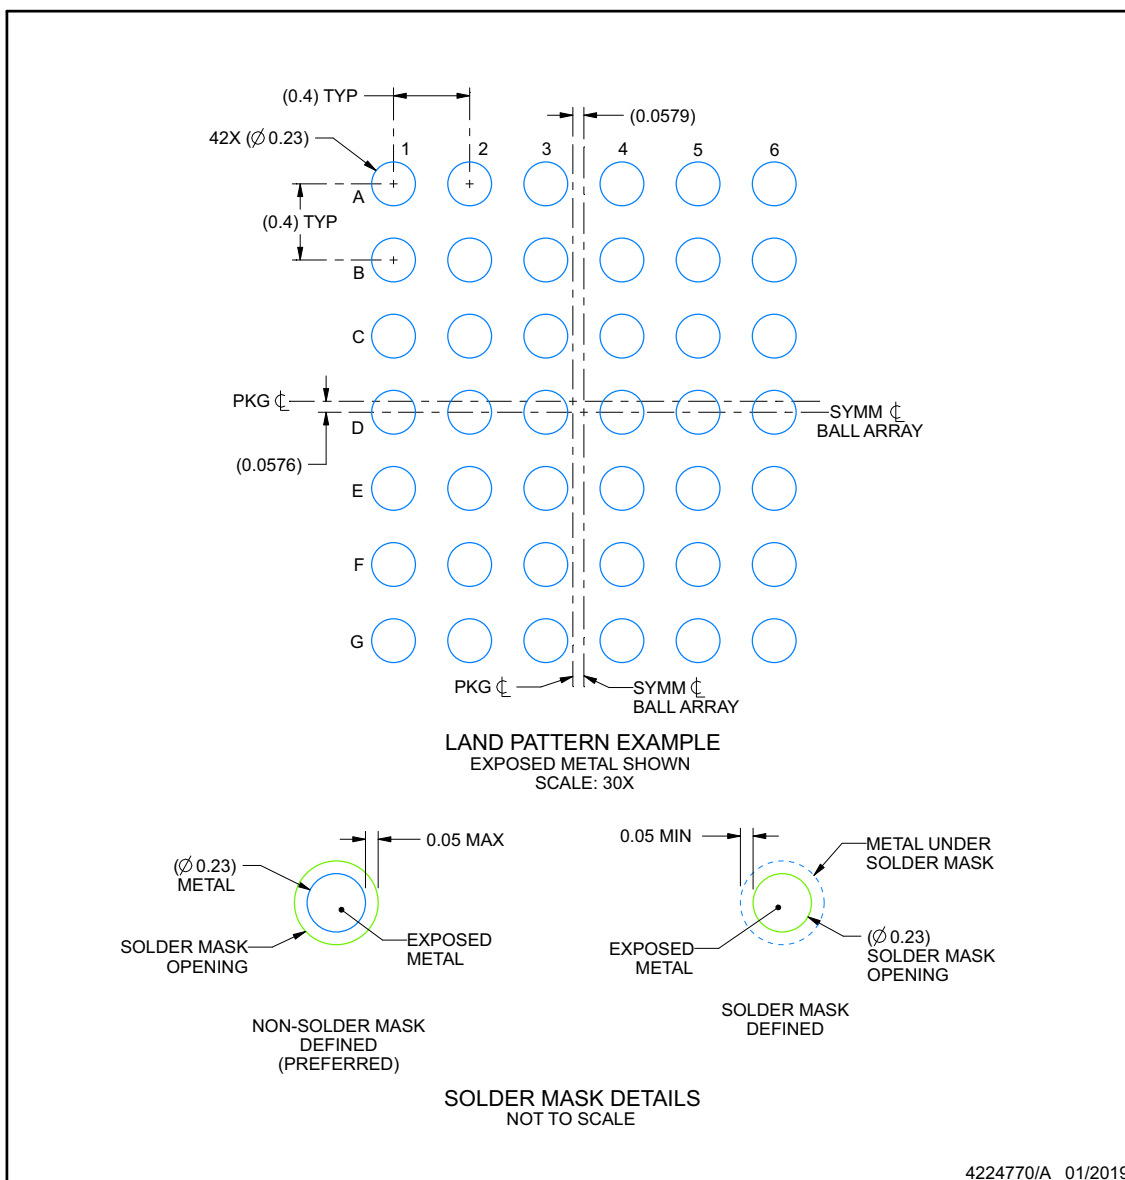 (0.4) TYP
(0.0579)
42X (∅ 0.23)
1 2 3 4 5 6
A
(0.4) TYP
B
C
PKG ℄
D
SYMM ℄
BALL ARRAY
(0.0576)
E
F
G
PKG ℄
SYMM ℄
BALL ARRAY
LAND PATTERN EXAMPLE
EXPOSED METAL SHOWN
SCALE: 30X
0.05 MAX
(∅ 0.23)
METAL
SOLDER MASK
OPENING
EXPOSED
METAL
NON-SOLDER MASK
DEFINED
(PREFERRED)
0.05 MIN
METAL UNDER
SOLDER MASK
EXPOSED
METAL
(∅ 0.23)
SOLDER MASK
OPENING
SOLDER MASK
DEFINED
SOLDER MASK DETAILS
NOT TO SCALE
4224770/A 01/2019